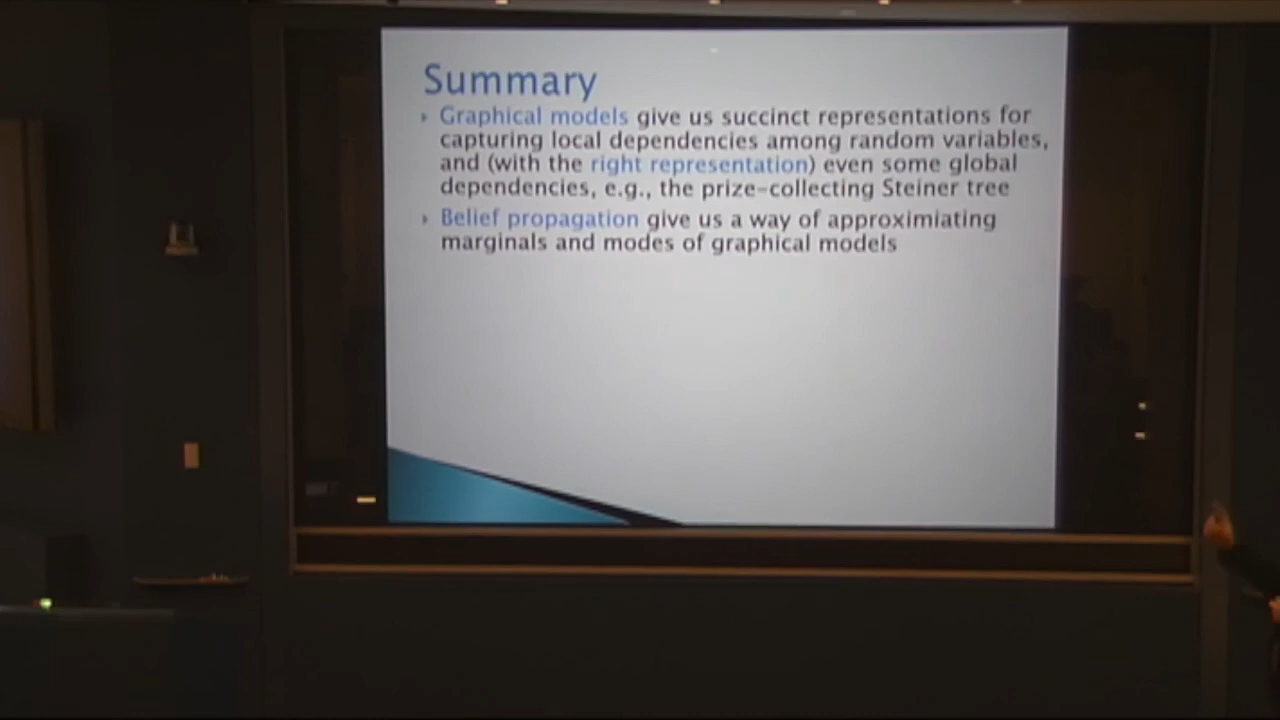 Summary
Graphical models give us succinct representations for
capturing local dependencies among random variables,
and (with the right representation) even some global
dependencies, e.g., the prize-collecting Steiner tree
Belief propagation give us a way of approximiating
marginals and modes of graphical models